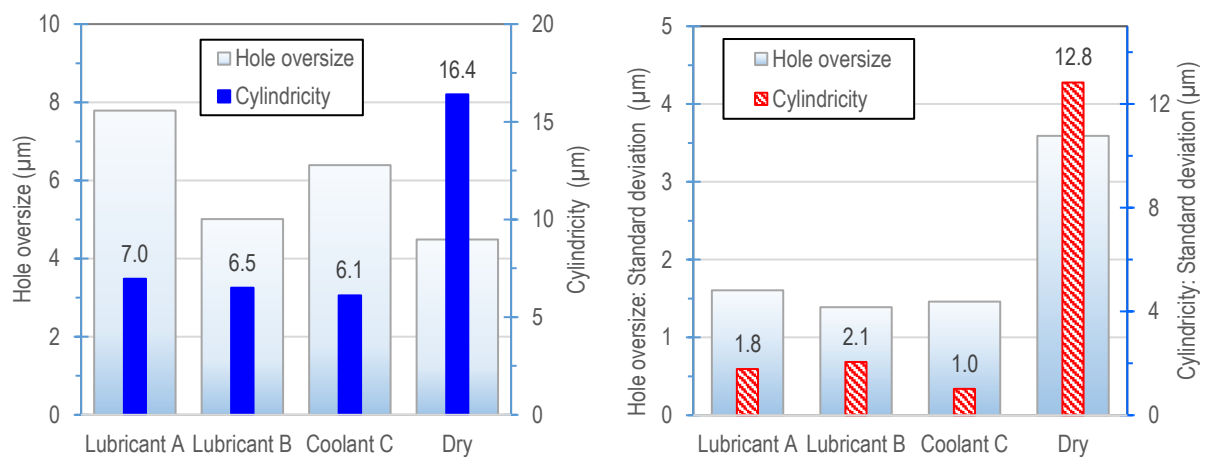 Hole oversize (µm)
10
8
6
4
2
0
Hole oversize
Cylindricity
7.0
6.5
6.1
16.4
20
15
10
5
0
Cylindricity (µm)
Lubricant A Lubricant B Coolant C Dry
Hole oversize: Standard deviation (µm)
5
4
3
2
1
0
Hole oversize
Cylindricity
1.8
2.1
1.0
12.8
12
8
4
0
Cylindricity: Standard deviation (µm)
Lubricant A Lubricant B Coolant C Dry